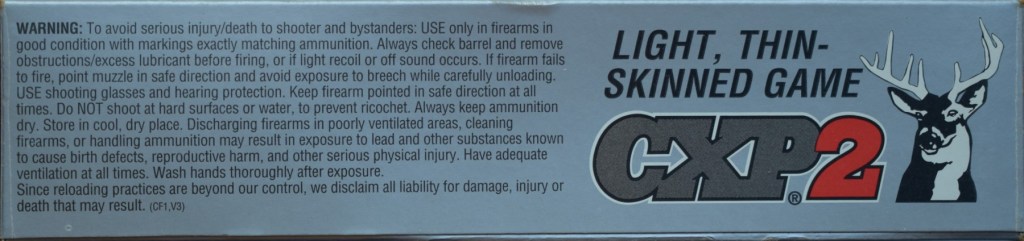 WARNING: To avoid serious injury/death to shooter and bystanders: USE only in firearms in
good condition with markings exactly matching ammunition. Always check barrel and remove
obstructions/excess lubricant before firing, or if light recoil or off sound occurs. If firearm fails
to fire, point muzzle in safe direction and avoid exposure to breech while carefully unloading.
USE shooting glasses and hearing protection. Keep firearm pointed in safe direction at all
times. Do NOT shoot at hard surfaces or water, to prevent ricochet. Always keep ammunition
dry. Store in cool, dry place. Discharging firearms in poorly ventilated areas, cleaning
firearms, or handling ammunition may result in exposure to lead and other substances known
to cause birth defects, reproductive harm, and other serious physical injury. Have adequate
ventilation at all times. Wash hands thoroughly after exposure.
Since reloading practices are beyond our control, we disclaim all liability for damage, injury or
death that may result. (CF1,V3)
LIGHT, THIN-
SKINNED GAME
CXP2®